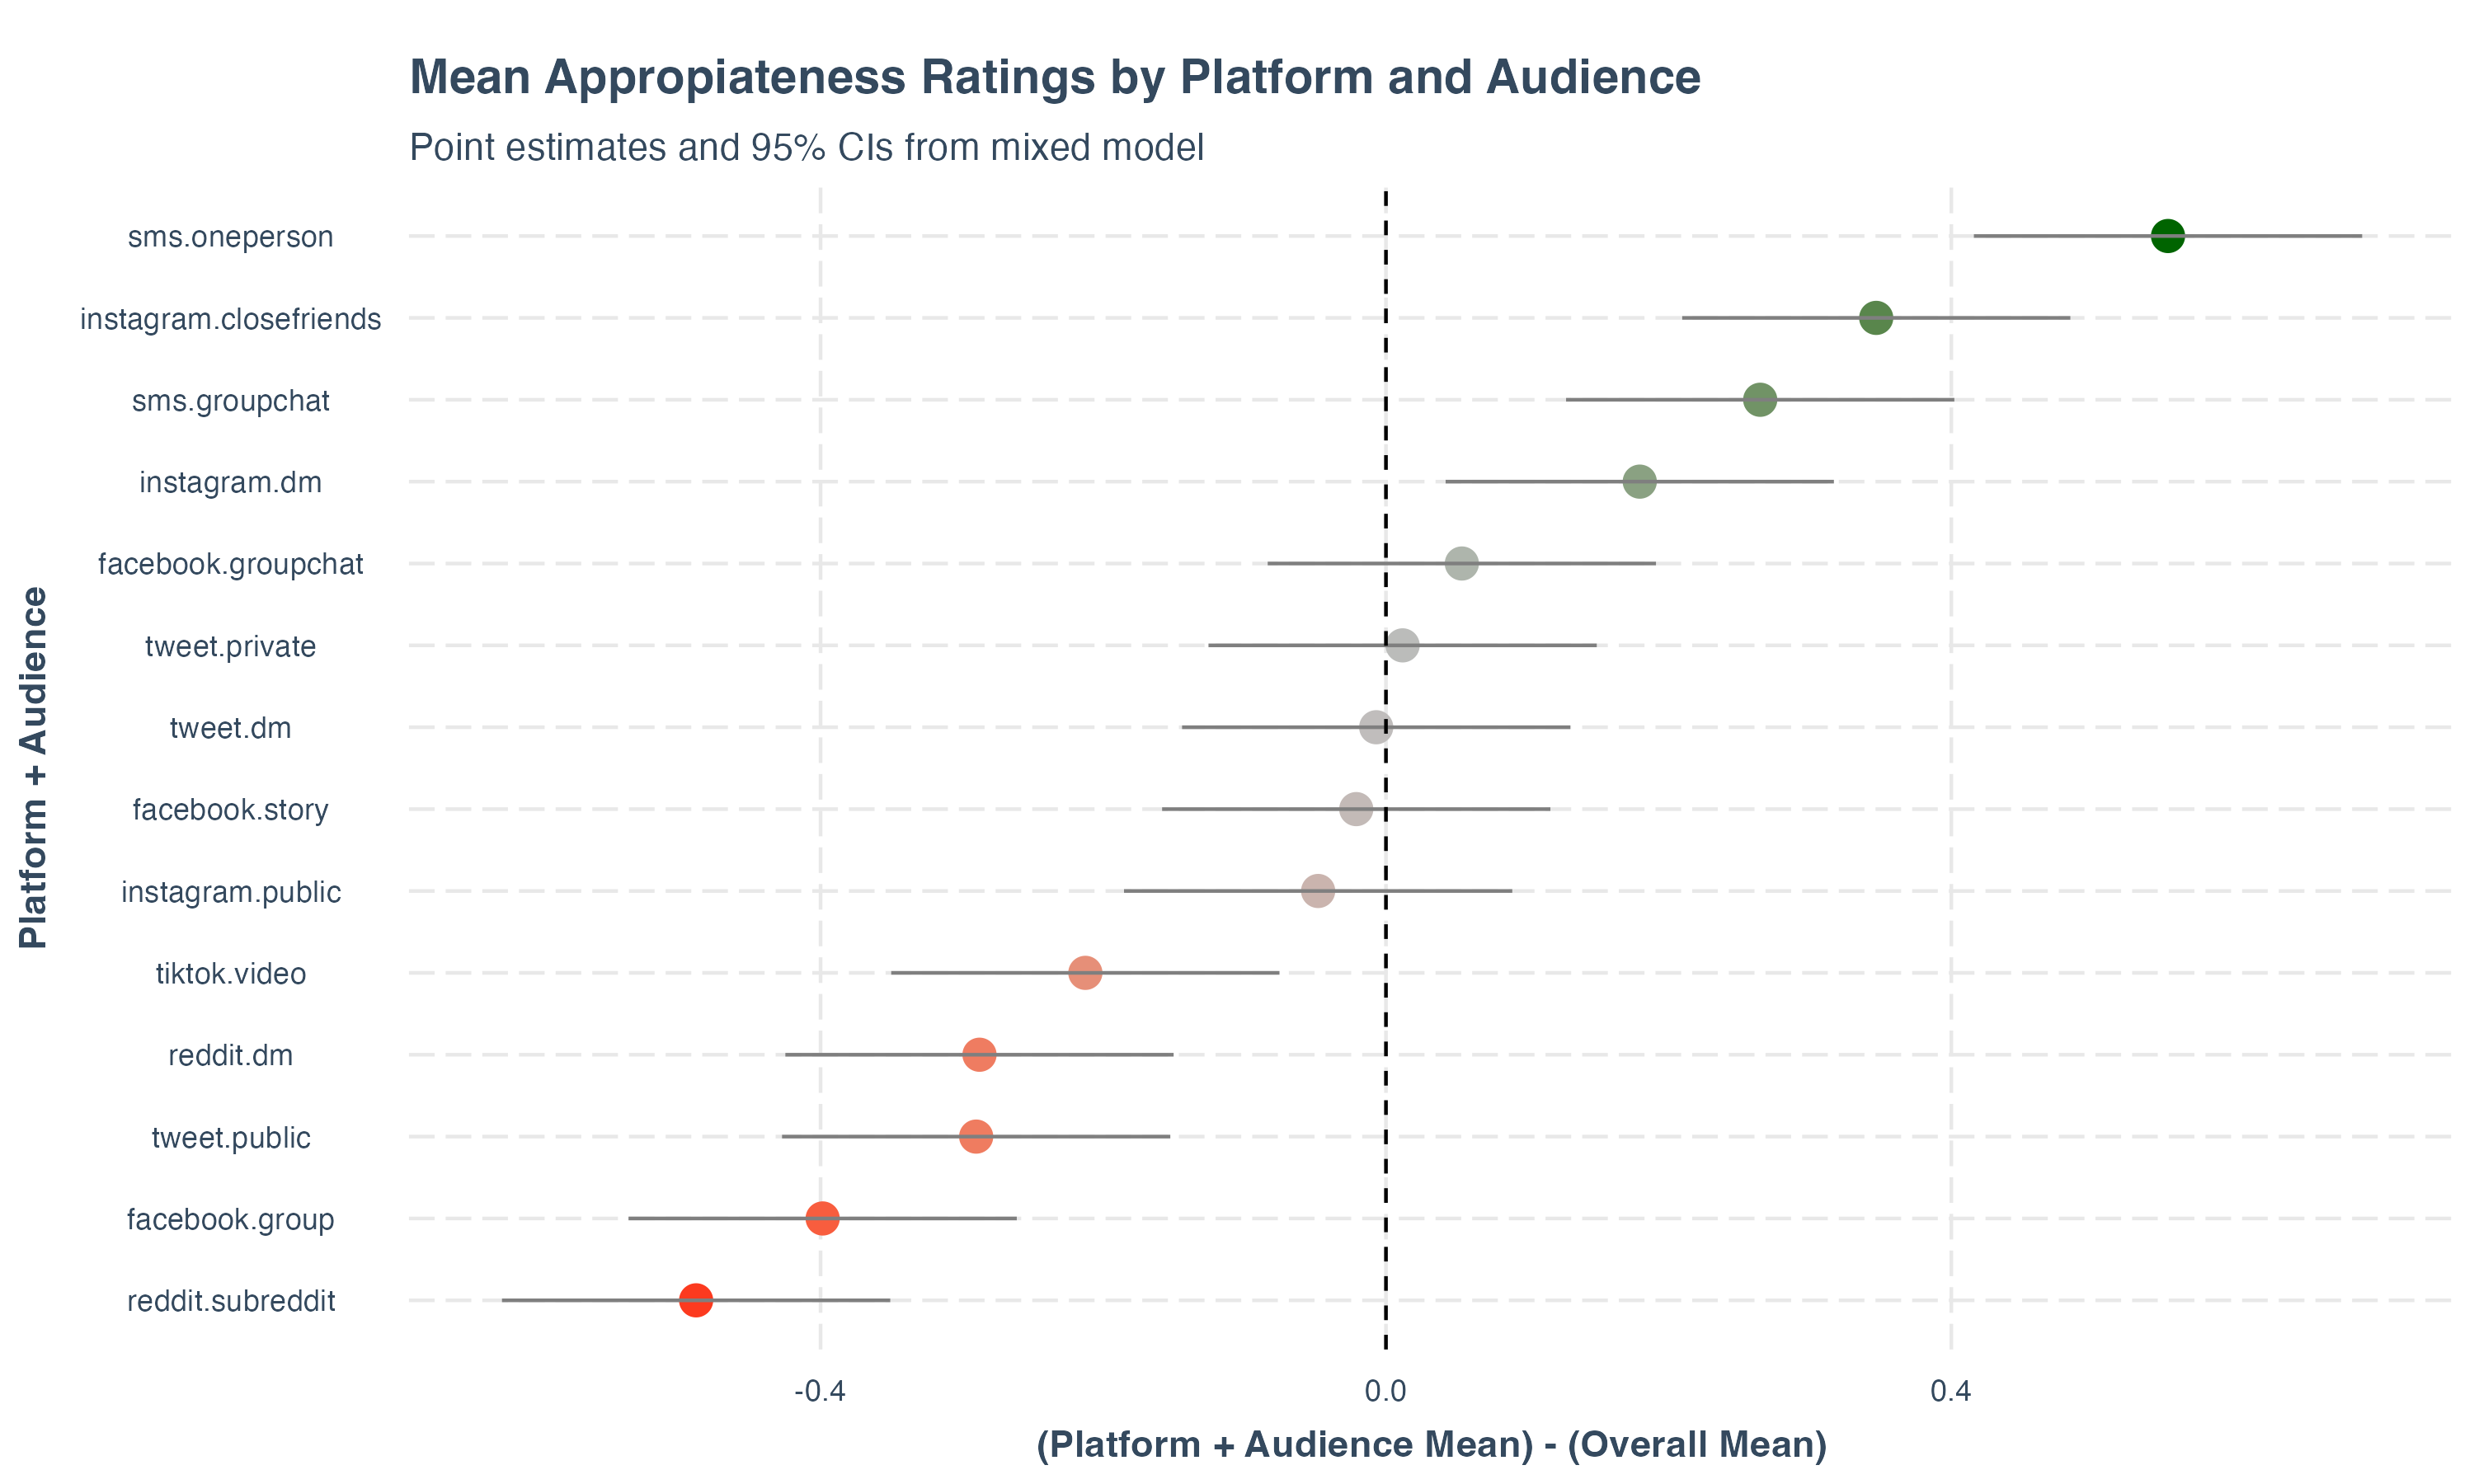 Mean Appropiateness Ratings by Platform and Audience
Point estimates and 95% CIs from mixed model
Platform + Audience
sms.oneperson
instagram.closefriends
sms.groupchat
instagram.dm
facebook.groupchat
tweet.private
tweet.dm
facebook.story
instagram.public
tiktok.video
reddit.dm
tweet.public
facebook.group
reddit.subreddit
-0.4
0.0
0.4
(Platform + Audience Mean) - (Overall Mean)